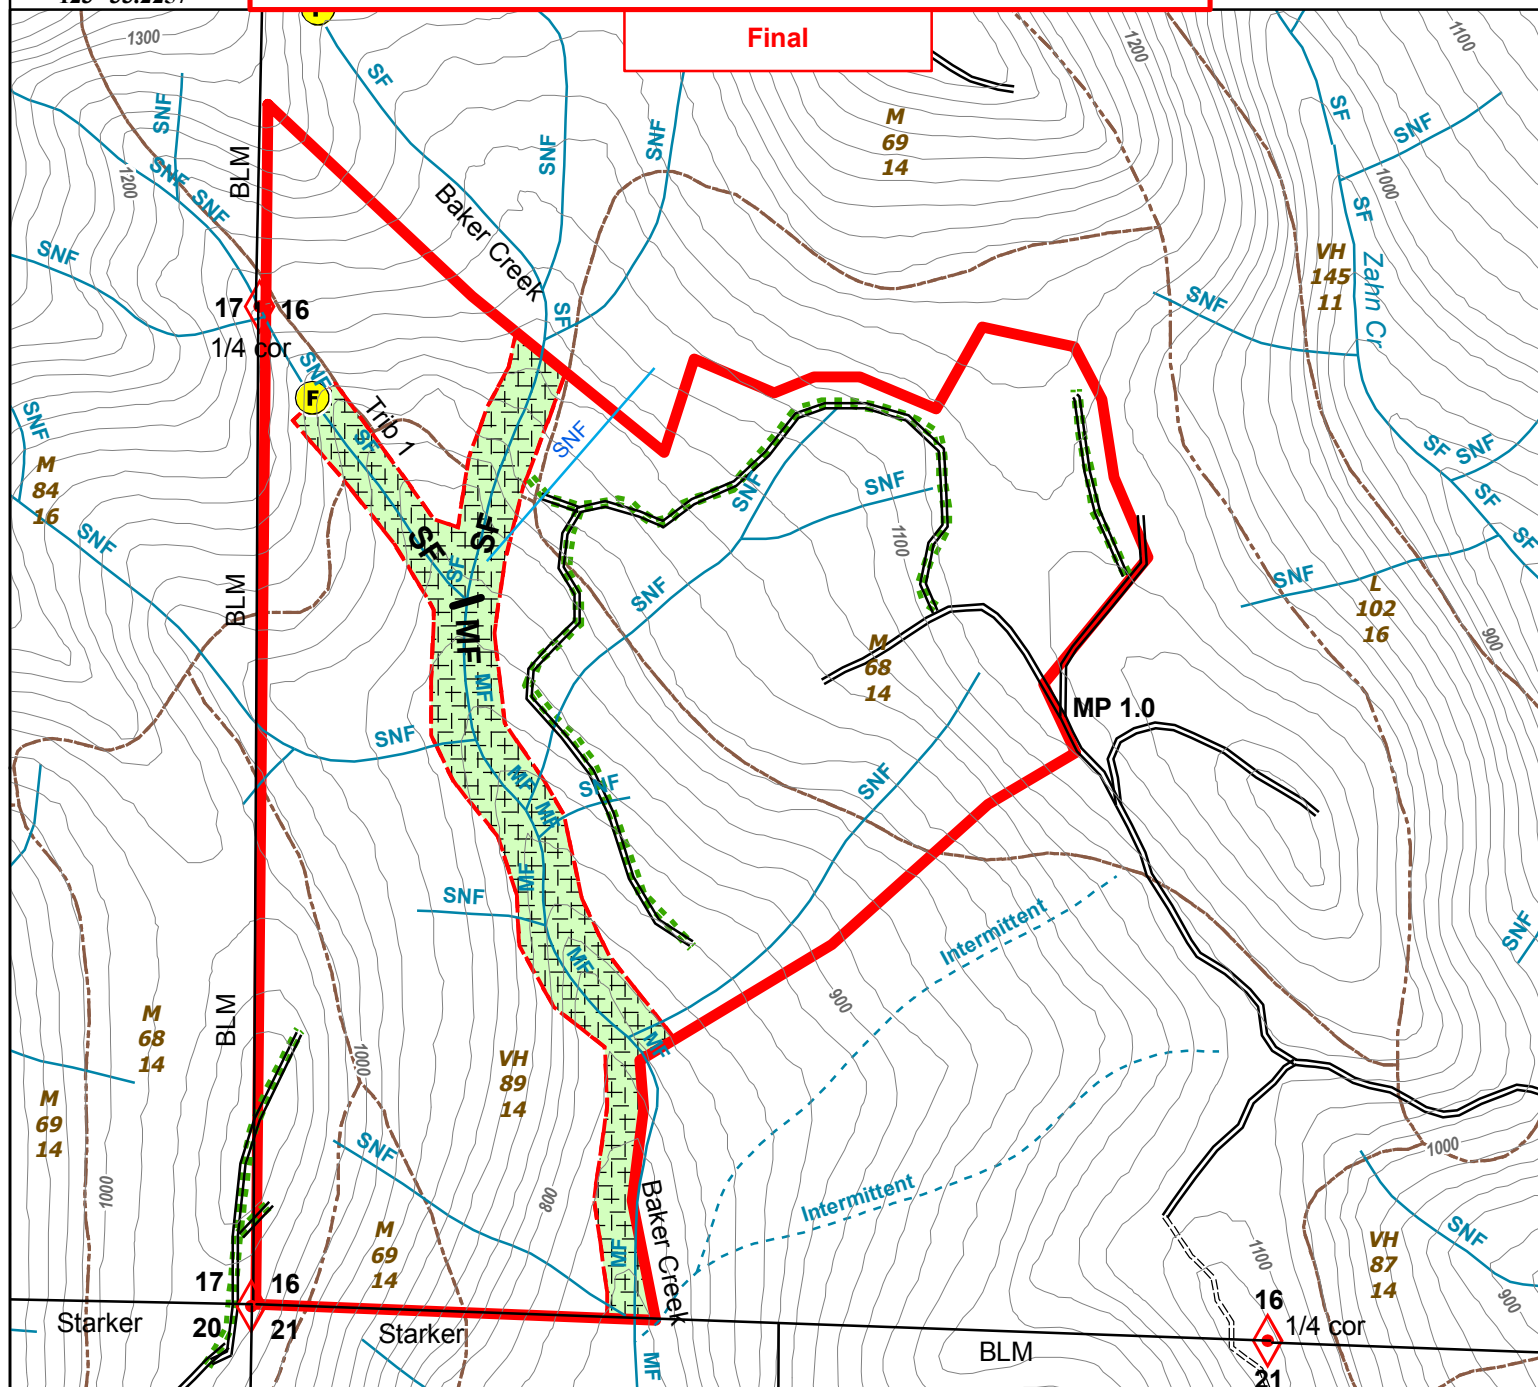 Final
1300
1200
1100
SF
SNF
SNF
SNF
M
69
14
SF
SNF
BLM
1200
SNF
SNF
1000
SF
Baker Creek
SNF
VH
145
11
Zahn Cr
SNF
17
16
SF
1/4 cor
SNF
F
Trib 1
SNF
SF
SNF
SF
SNF
M
84
16
SNF
SNF
SF
SNF
SF
SF
1100
SF
SF
BLM
SNF
SNF
L
102
16
MF
M
68
14
900
MF
MP 1.0
SNF
MF
MF
SNF
SNF
MF
SNF
Intermittent
SNF
MF
900
M
68
14
BLM
MF
1000
VH
89
14
M
69
14
SNF
1000
1000
Intermittent
800
Baker Creek
M
69
14
SNF
MF
1100
VH
87
14
17
16
16
900
Starker
20
21
Starker
1/4 cor
BLM
MF
21